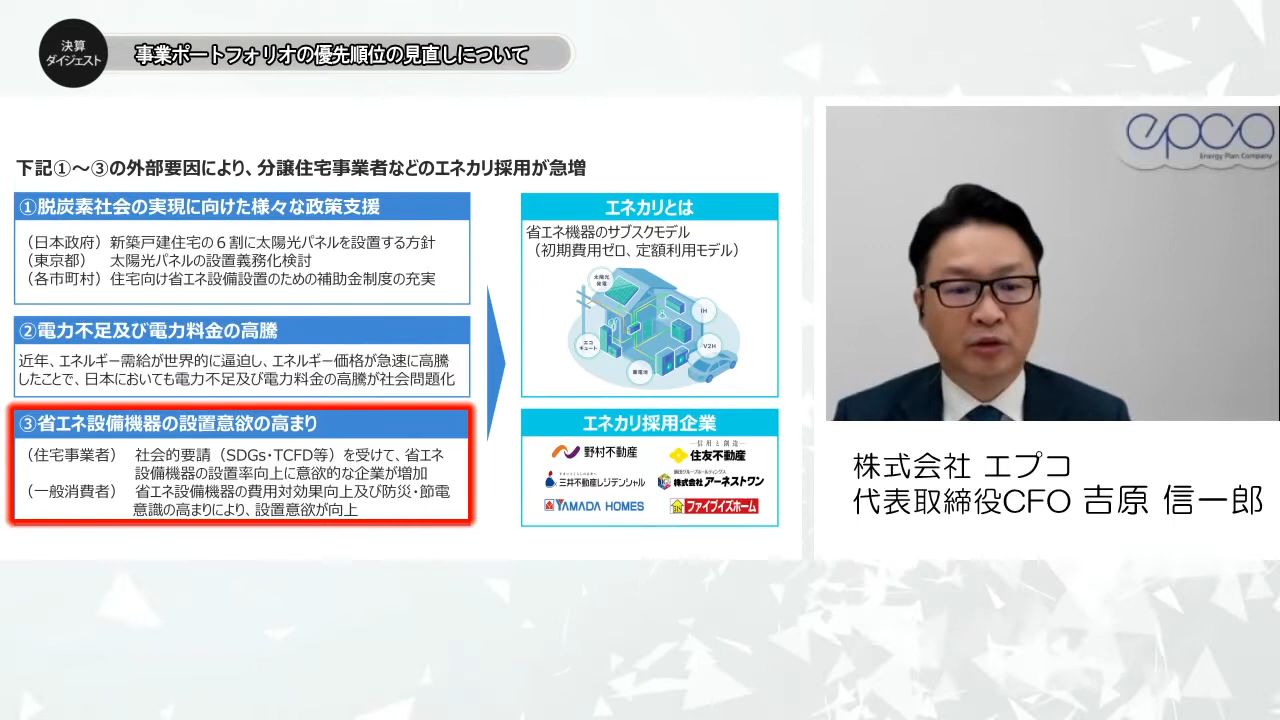 決算
ダイジェスト
事業ポートフォリオの優先順位の見直しについて
下記①～③の外部要因により、分譲住宅事業者などのエネカリ採用が急増
①脱炭素社会の実現に向けた様々な政策支援
（日本政府）新築戸建住宅の６割に太陽光パネルを設置する方針
（東京都）　太陽光パネルの設置義務化検討
（各市町村）住宅向け省エネ設備設置のための補助金制度の充実
②電力不足及び電力料金の高騰
近年、エネルギー需給が世界的に逼迫し、エネルギー価格が急速に高騰
したことで、日本においても電力不足及び電力料金の高騰が社会問題化
③省エネ設備機器の設置意欲の高まり
（住宅事業者）　社会的要請（SDGs・TCFD等）を受けて、省エネ
設備機器の設置率向上に意欲的な企業が増加
（一般消費者）　省エネ設備機器の費用対効果向上及び防災・節電
意識の高まりにより、設置意欲が向上
エネカリとは
省エネ機器のサブスクモデル
（初期費用ゼロ、定額利用モデル）
太陽光
発電
IH
エコ
キュート
V2H
蓄電池
エネカリ採用企業
野村不動産
信用と創造
住友不動産
三井不動産レジデンシャル
株式会社アーネストワン
YAMADA HOMES
ファイブイズホーム
epco
Energy Plan Company
株式会社 エプコ
代表取締役CFO 吉原 信一郎